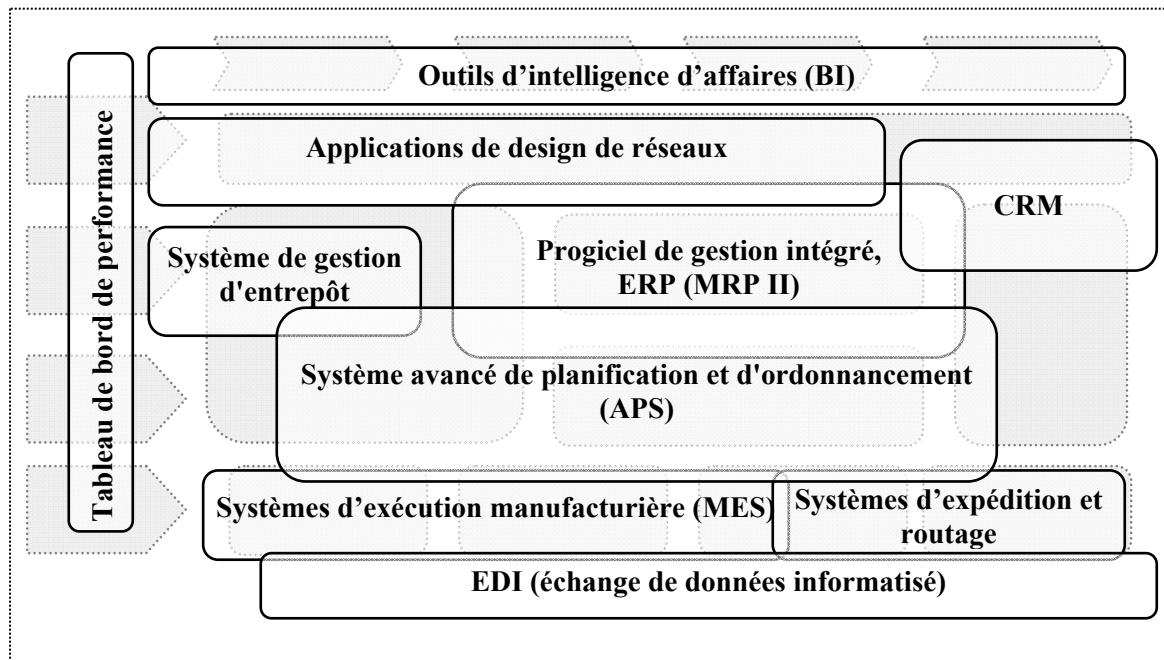 Tableau de bord de performance
Outils d’intelligence d’affaires (BI)
Applications de design de réseaux
CRM
Système de gestion
d'entrepôt
Progiciel de gestion intégré,
ERP (MRP II)
Système avancé de planification et d'ordonnancement
(APS)
Systèmes d’exécution manufacturière (MES)
Systèmes d’expédition et
routage
EDI (échange de données informatisé)